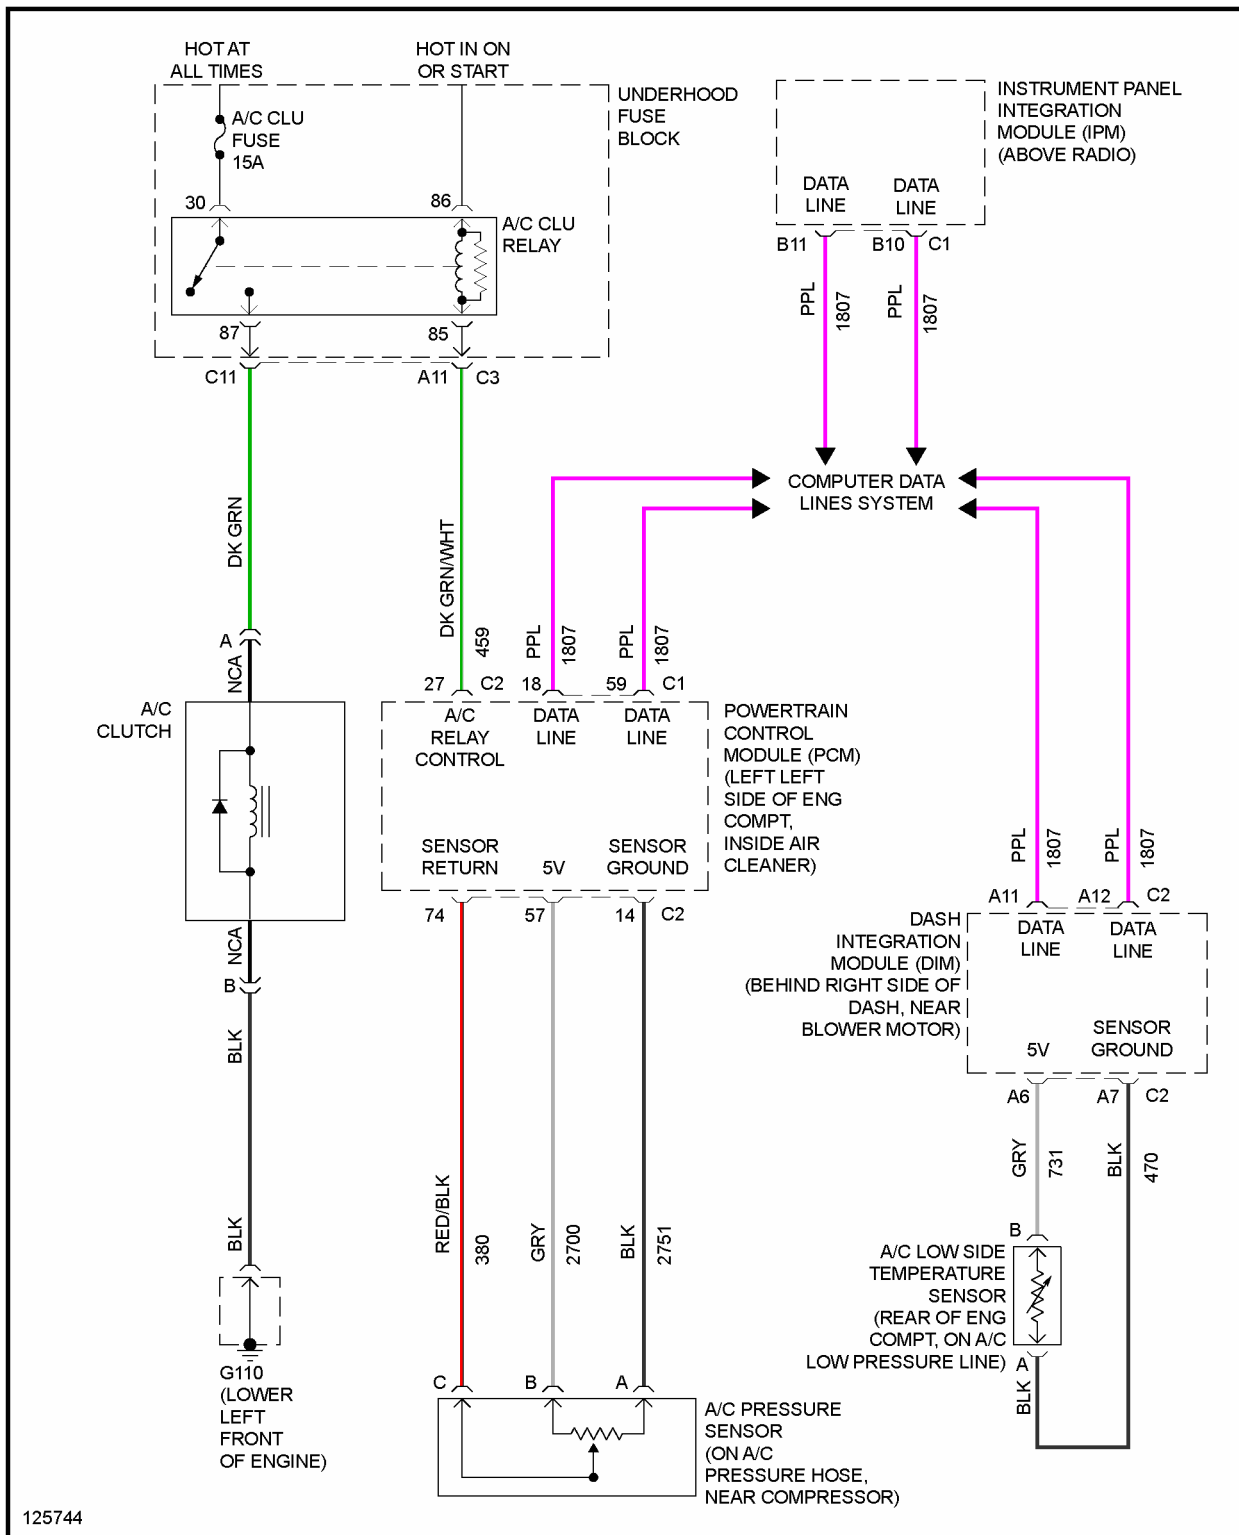 HOT AT
ALL TIMES
HOT IN ON
OR START
A/C CLU
FUSE
15A
UNDERHOOD
FUSE
BLOCK
30
86
A/C CLU
RELAY
87
85
C11
A11
C3
INSTRUMENT PANEL
INTEGRATION
MODULE (IPM)
(ABOVE RADIO)
DATA
LINE
DATA
LINE
B11
B10
C1
PPL
1807
PPL
1807
COMPUTER DATA
LINES SYSTEM
DK GRN
DK GRN/WHT
459
PPL
1807
PPL
1807
A
NCA
A/C
CLUTCH
NCA
B
BLK
BLK
G110
(LOWER
LEFT
FRONT
OF ENGINE)
27
C2
18
59
C1
A/C
RELAY
CONTROL
DATA
LINE
DATA
LINE
POWERTRAIN
CONTROL
MODULE (PCM)
(LEFT LEFT
SIDE OF ENG
COMPT,
INSIDE AIR
CLEANER)
SENSOR
RETURN
5V
SENSOR
GROUND
74
57
14
C2
RED/BLK
380
GRY
2700
BLK
2751
C
B
A
A/C PRESSURE
SENSOR
(ON A/C
PRESSURE HOSE,
NEAR COMPRESSOR)
PPL
1807
PPL
1807
A11
A12
C2
DASH
INTEGRATION
MODULE (DIM)
(BEHIND RIGHT SIDE OF
DASH, NEAR
BLOWER MOTOR)
DATA
LINE
DATA
LINE
5V
SENSOR
GROUND
A6
A7
C2
GRY
731
BLK
470
B
A/C LOW SIDE
TEMPERATURE
SENSOR
(REAR OF ENG
COMPT, ON A/C
LOW PRESSURE LINE)
A
BLK
125744